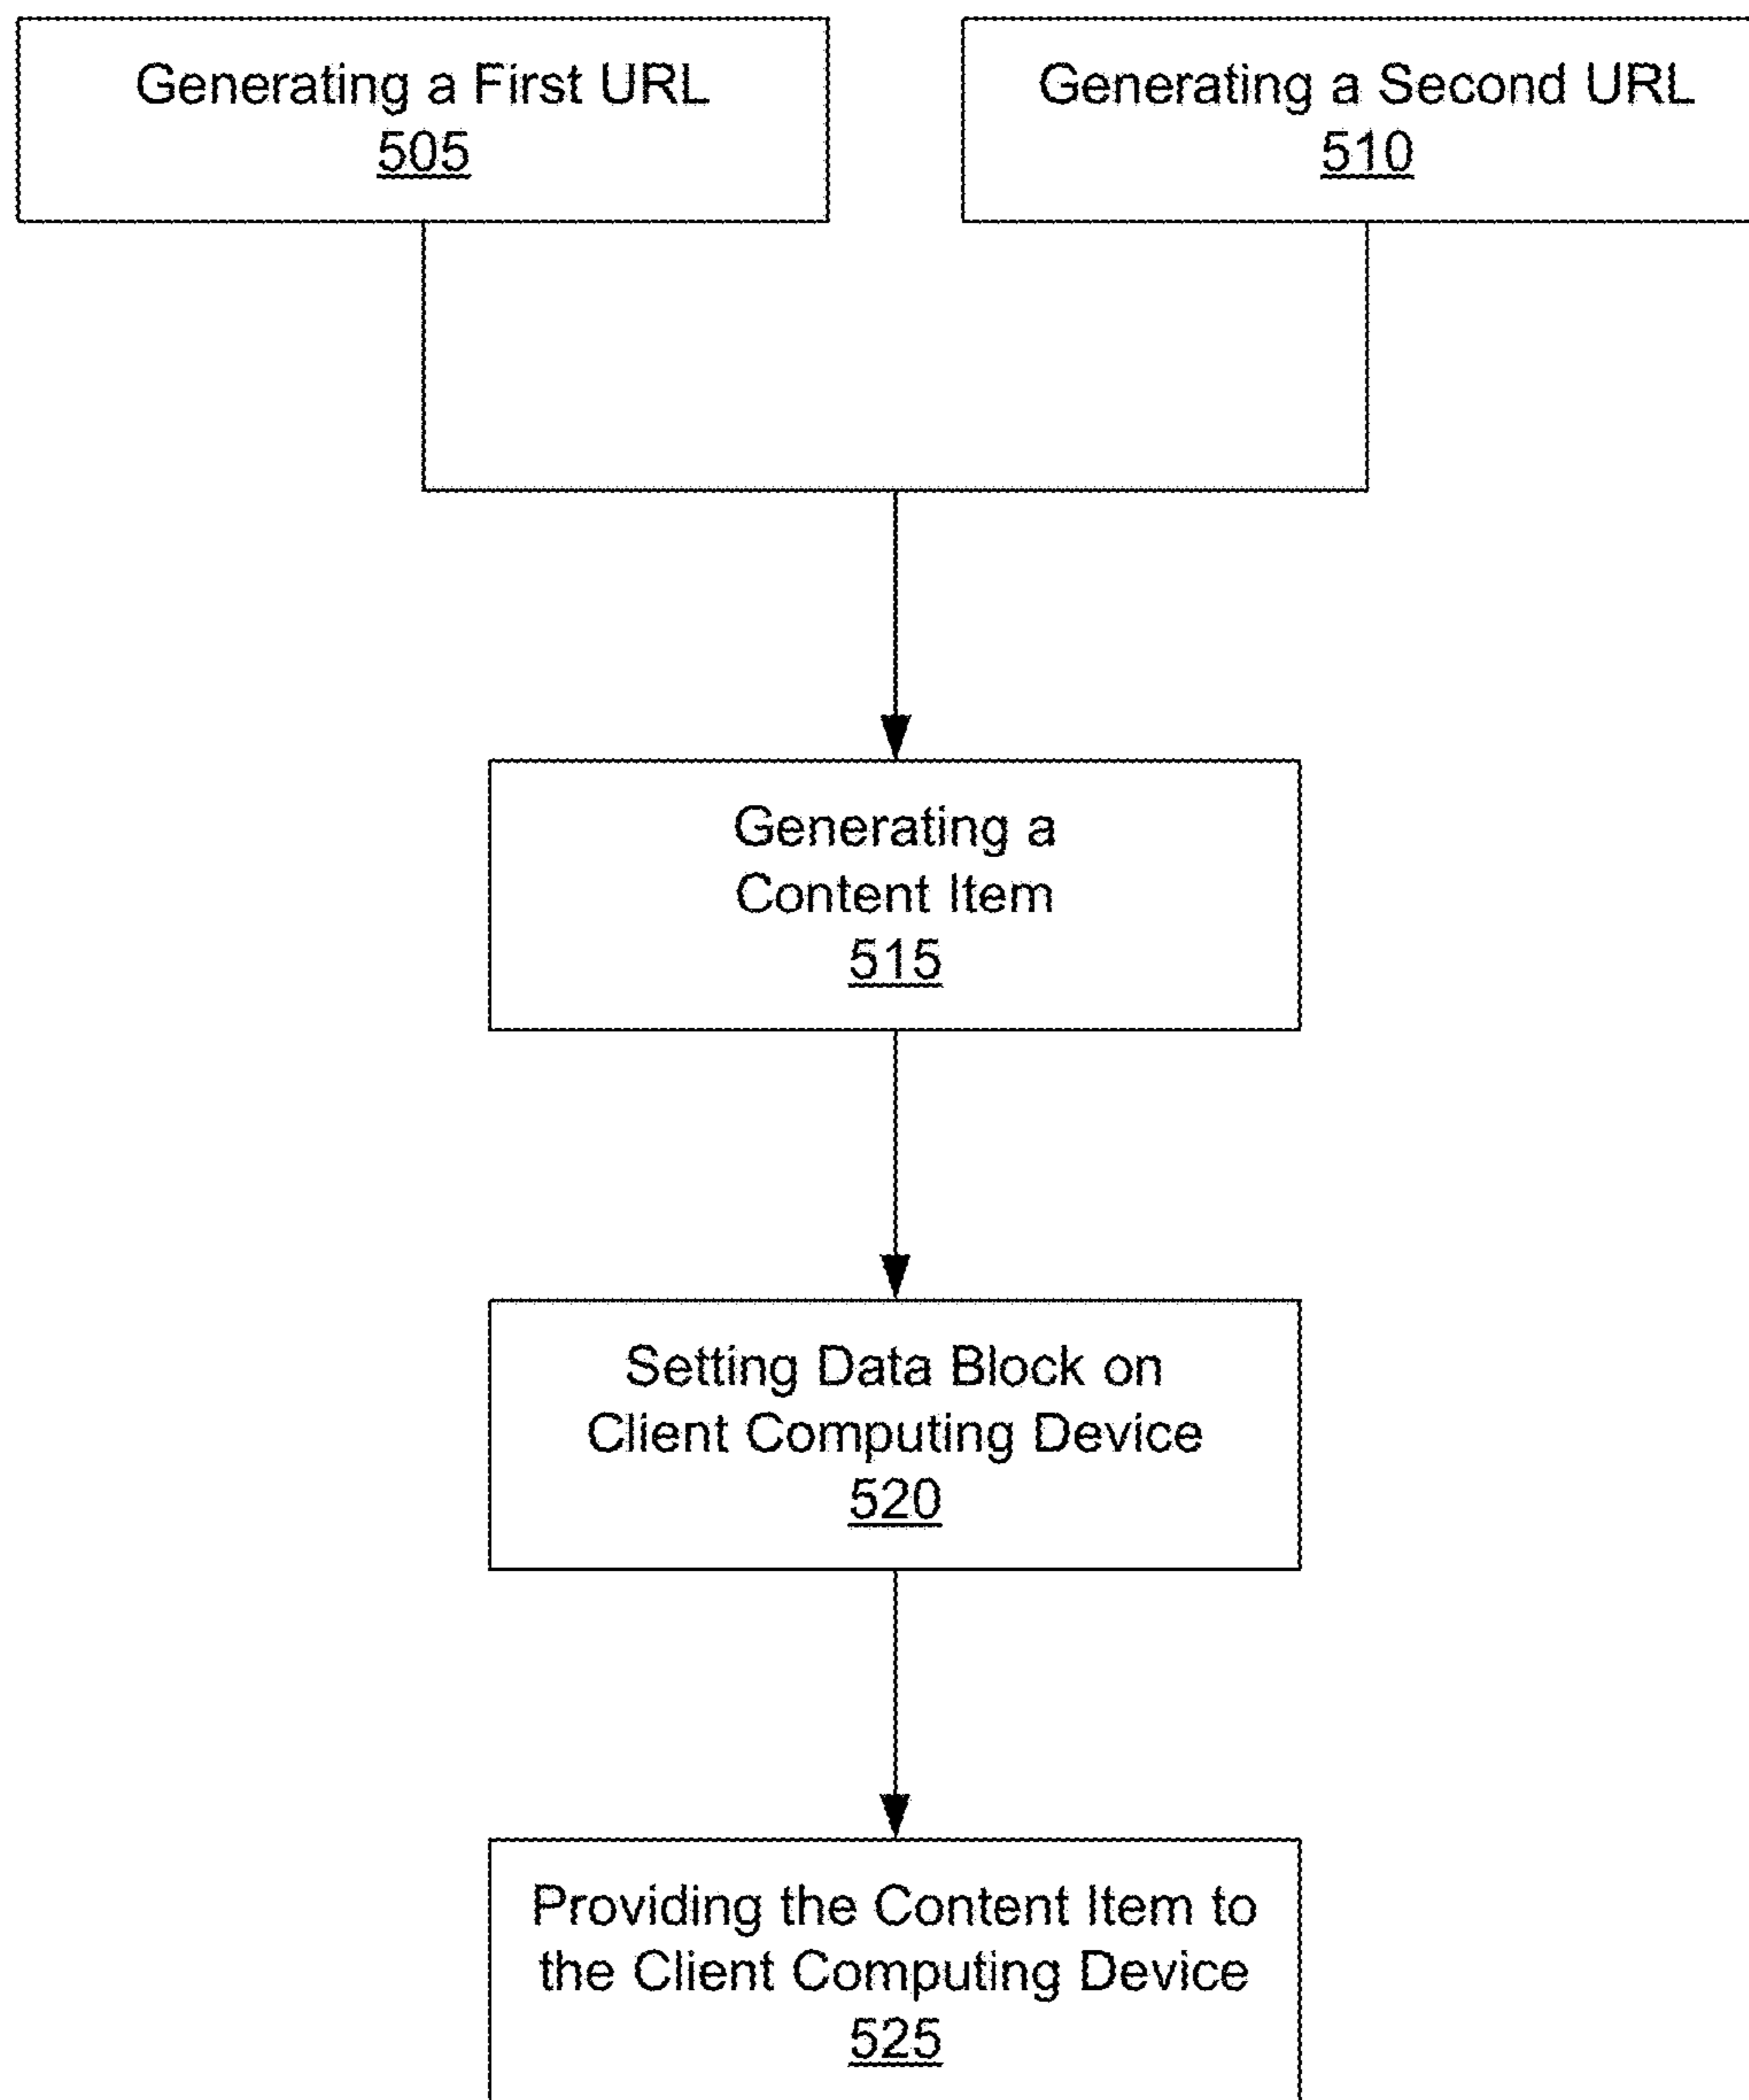 Generating a First URL
505
Generating a Second URL
510
Generating a
Content Item
515
Setting Data Block on
Client Computing Device
520
Providing the Content Item to
the Client Computing Device
525